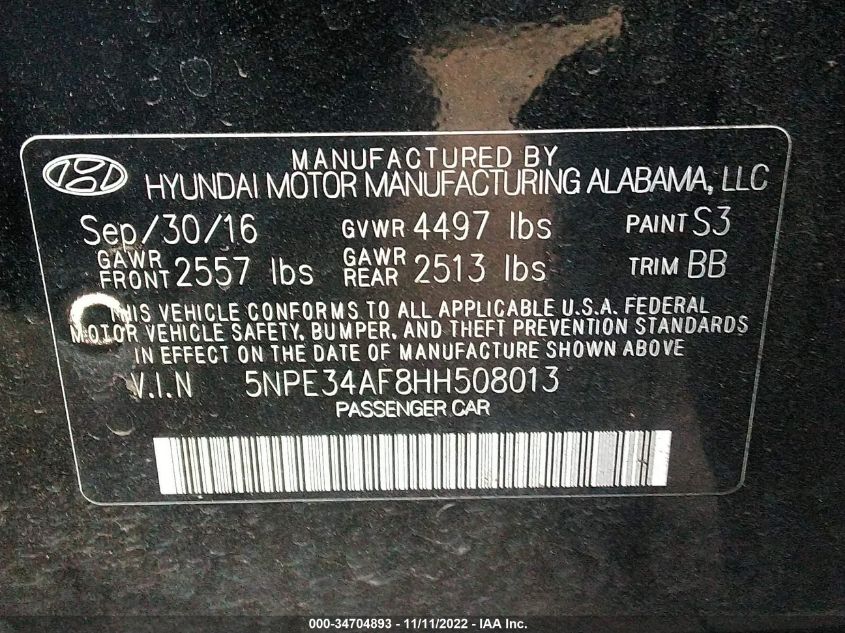 MANUFACTURED BY
HYUNDAI MOTOR MANUFACTURING ALABAMA, LLC
Sep/30/16 GVWR 4497 lbs PAINT S3
GAWR FRONT 2557 lbs GAWR REAR 2513 lbs TRIM BB
THIS VEHICLE CONFORMS TO ALL APPLICABLE U.S.A. FEDERAL
MOTOR VEHICLE SAFETY, BUMPER, AND THEFT PREVENTION STANDARDS
IN EFFECT ON THE DATE OF MANUFACTURE SHOWN ABOVE
V.I.N 5NPE34AF8HH508013
PASSENGER CAR
000-34704893 - 11/11/2022 - IAA Inc.